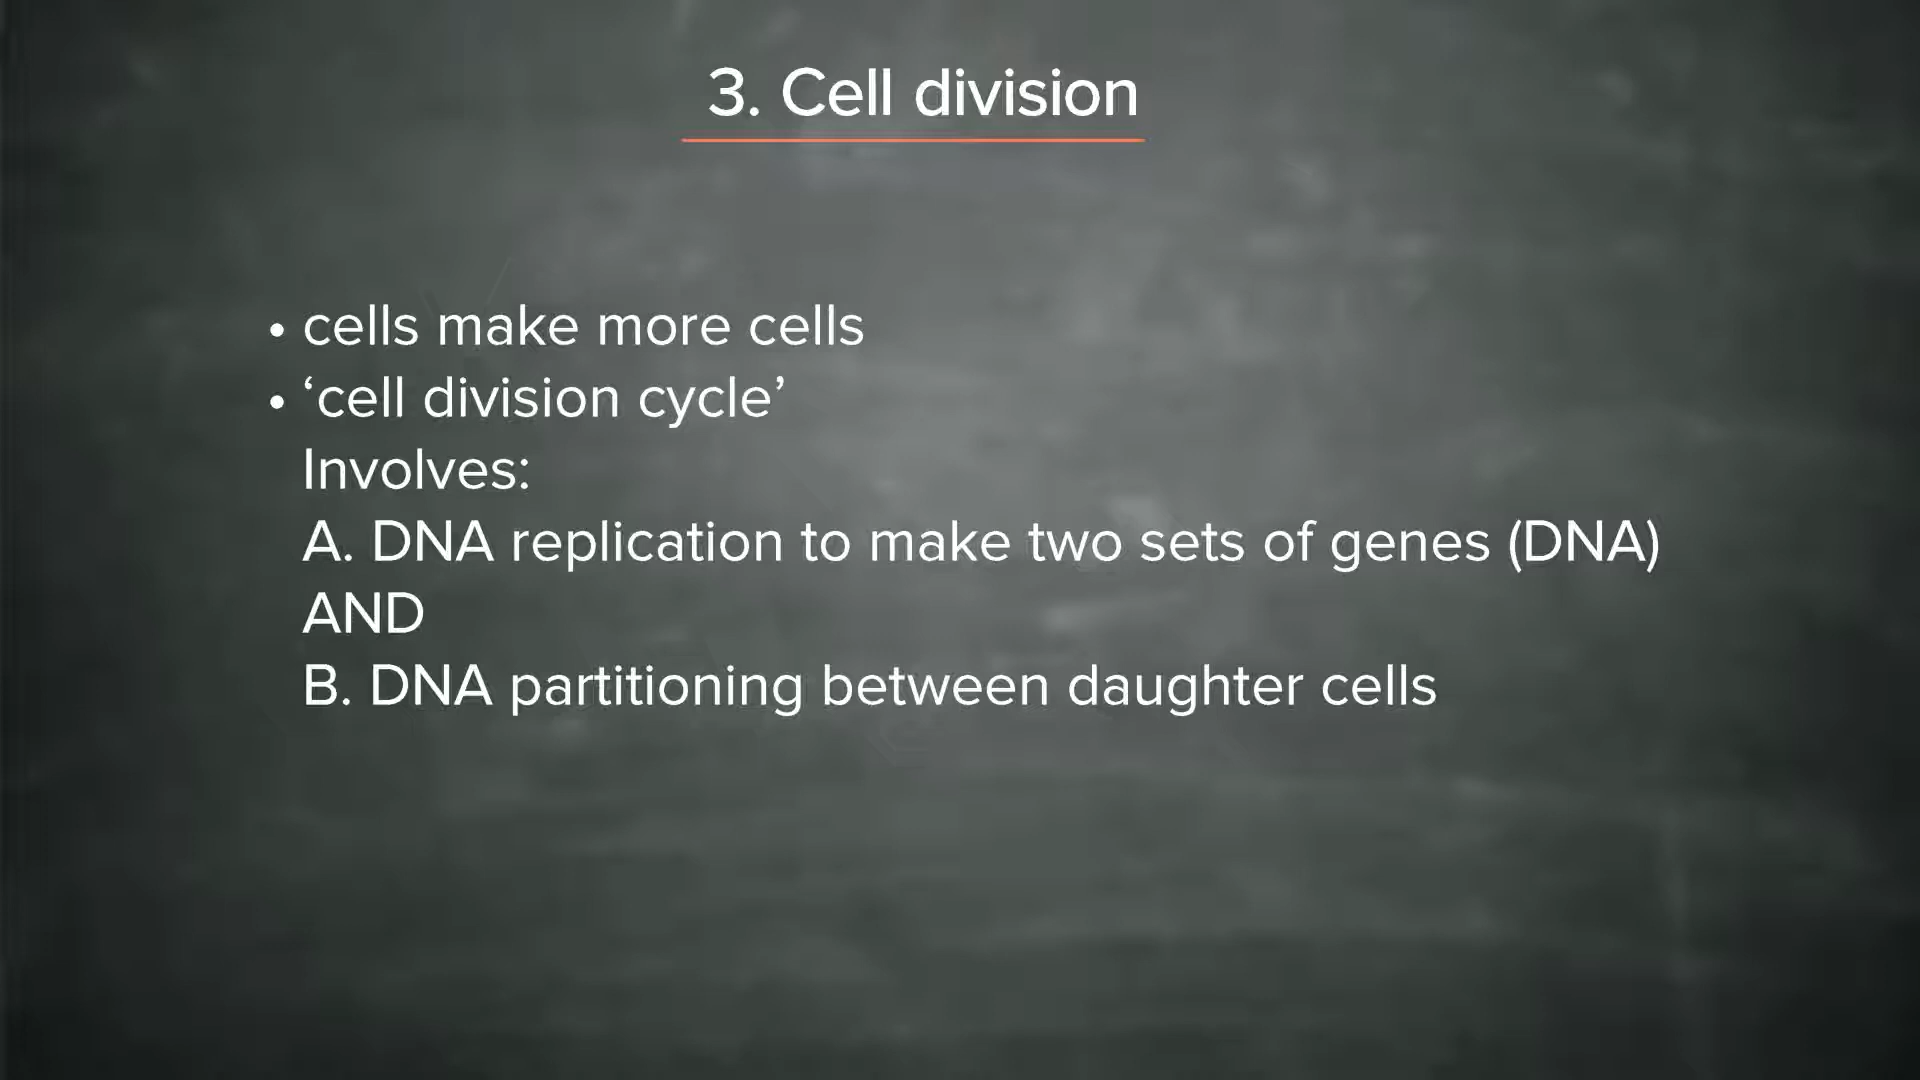 3. Cell division
• cells make more cells
• ‘cell division cycle’
Involves:
A. DNA replication to make two sets of genes (DNA)
AND
B. DNA partitioning between daughter cells